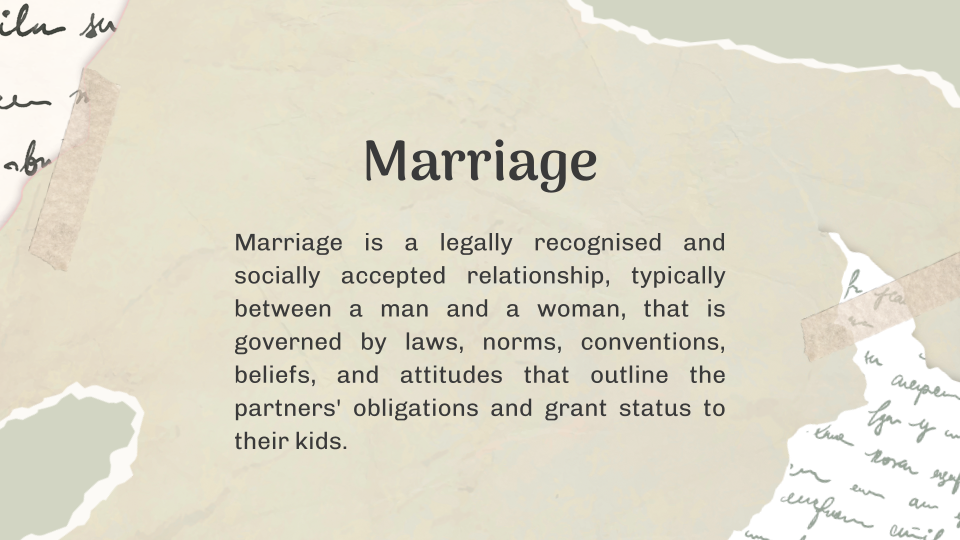 Marriage
Marriage is a legally recognised and
socially accepted relationship, typically
between a man and a woman, that is
governed by laws, norms, conventions,
beliefs, and attitudes that outline the
partners' obligations and grant status to
their kids.